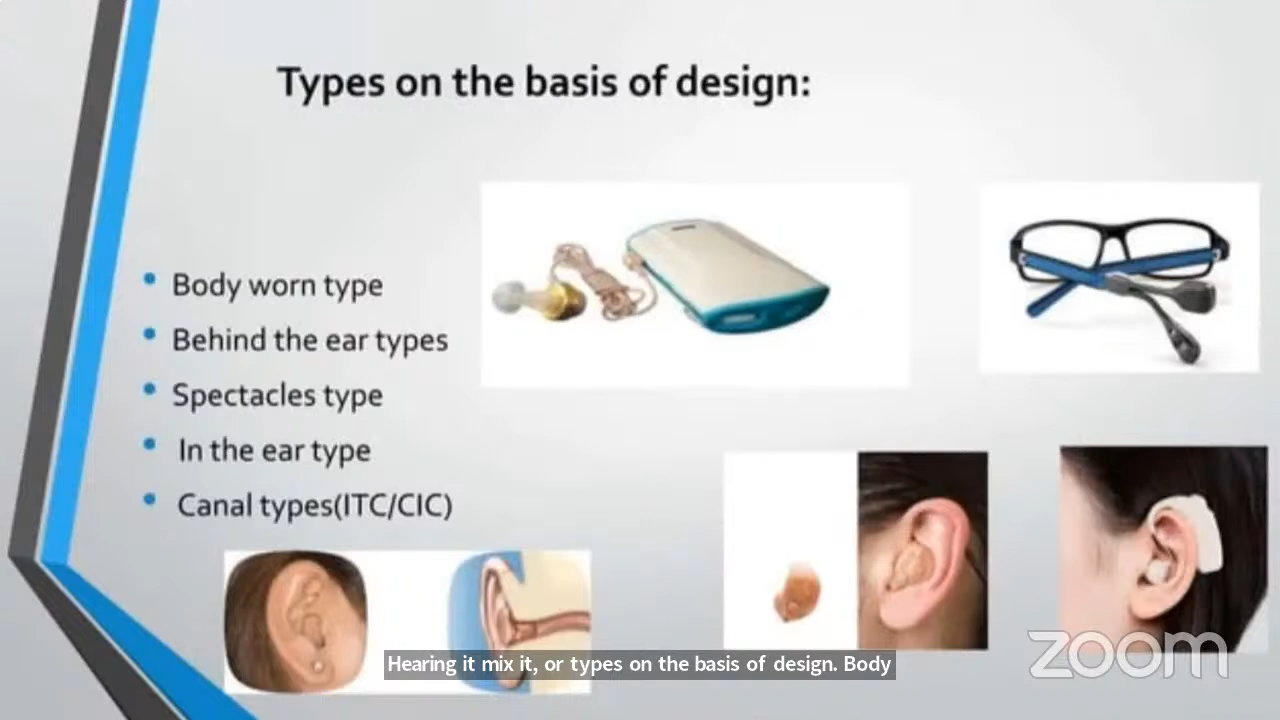 Types on the basis of design:
• Body worn type
• Behind the ear types
• Spectacles type
• In the ear type
• Canal types(ITC/CIC)
Hearing it mix it, or types on the basis of design. Body
zoom